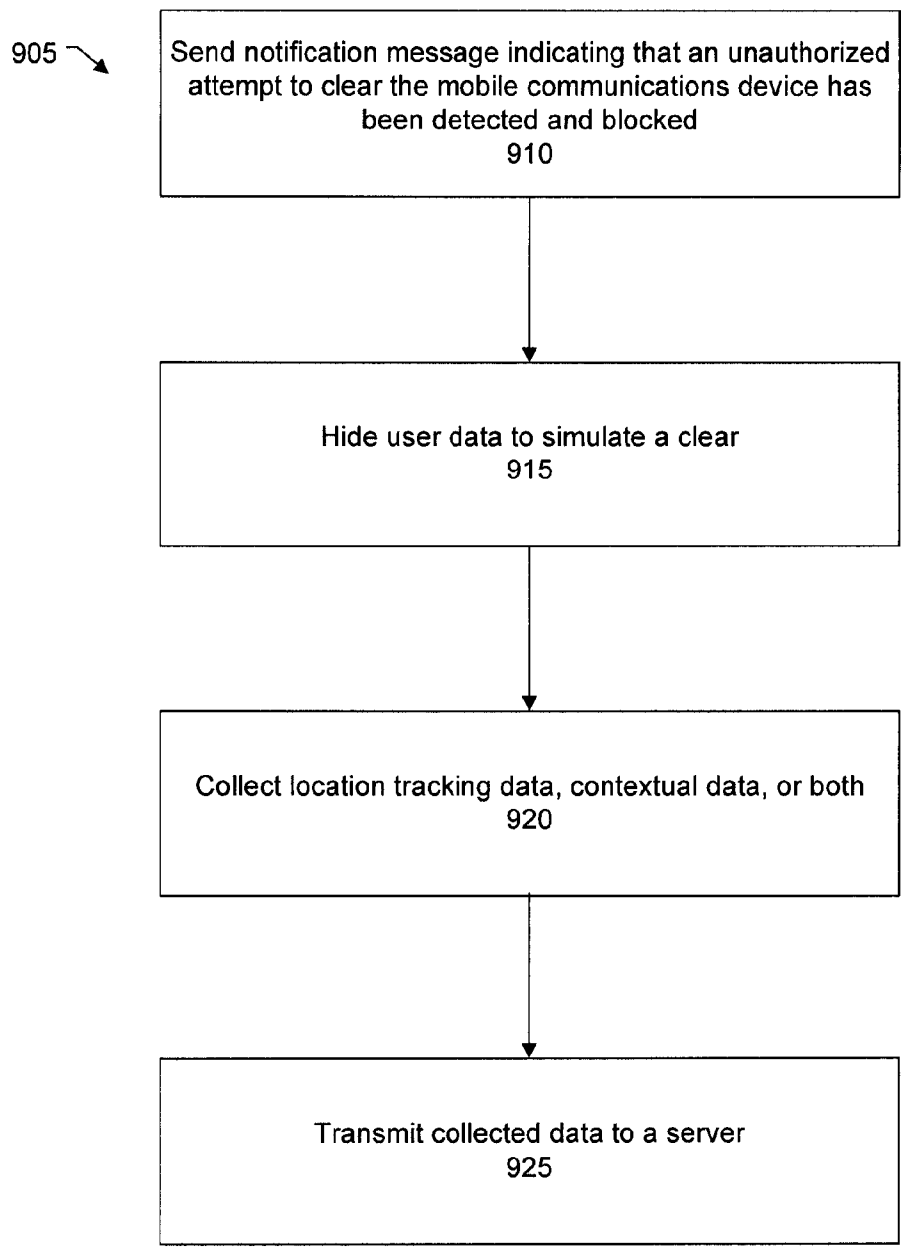 905
Send notification message indicating that an unauthorized
attempt to clear the mobile communications device has
been detected and blocked
910
Hide user data to simulate a clear
915
Collect location tracking data, contextual data, or both
920
Transmit collected data to a server
925